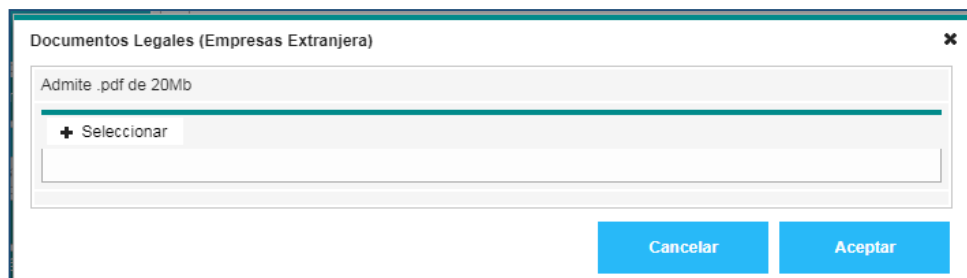 Documentos Legales (Empresas Extranjera)
Admite .pdf de 20Mb
Seleccionar
Cancelar
Aceptar